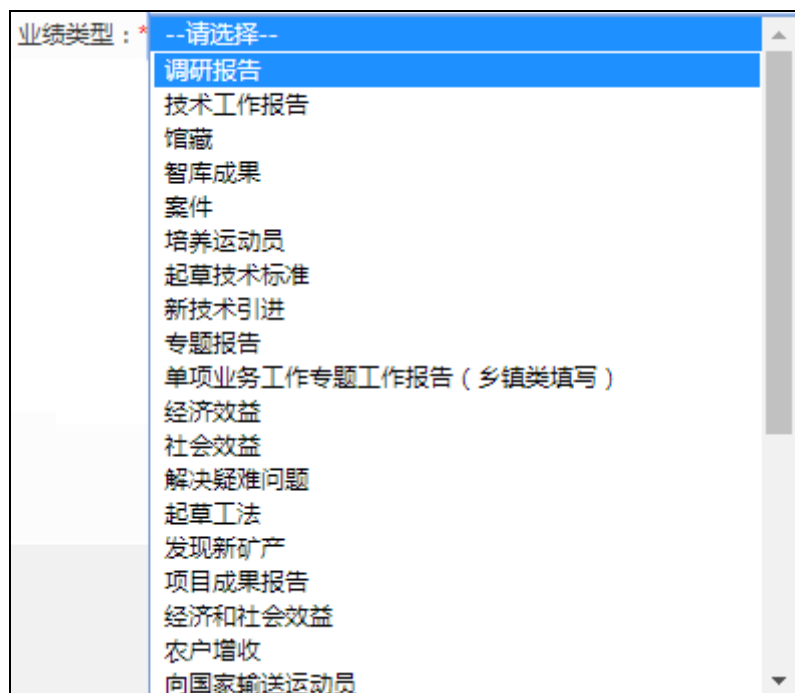 业绩类型：* --请选择--
调研报告
技术工作报告
馆藏
智库成果
案件
培养运动员
起草技术标准
新技术引进
专题报告
单项业务工作专题工作报告（乡镇类填写）
经济效益
社会效益
解决疑难问题
起草工法
发现新矿产
项目成果报告
经济和社会效益
农户增收
向国家输送运动员